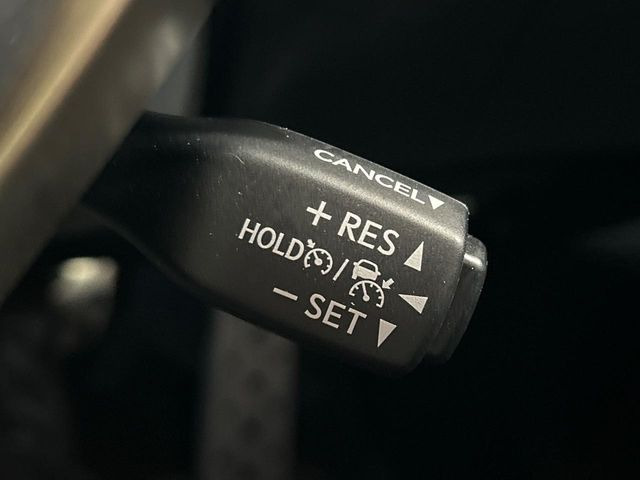 CANCEL▼
+ RES ▲
HOLD /
− SET ▼